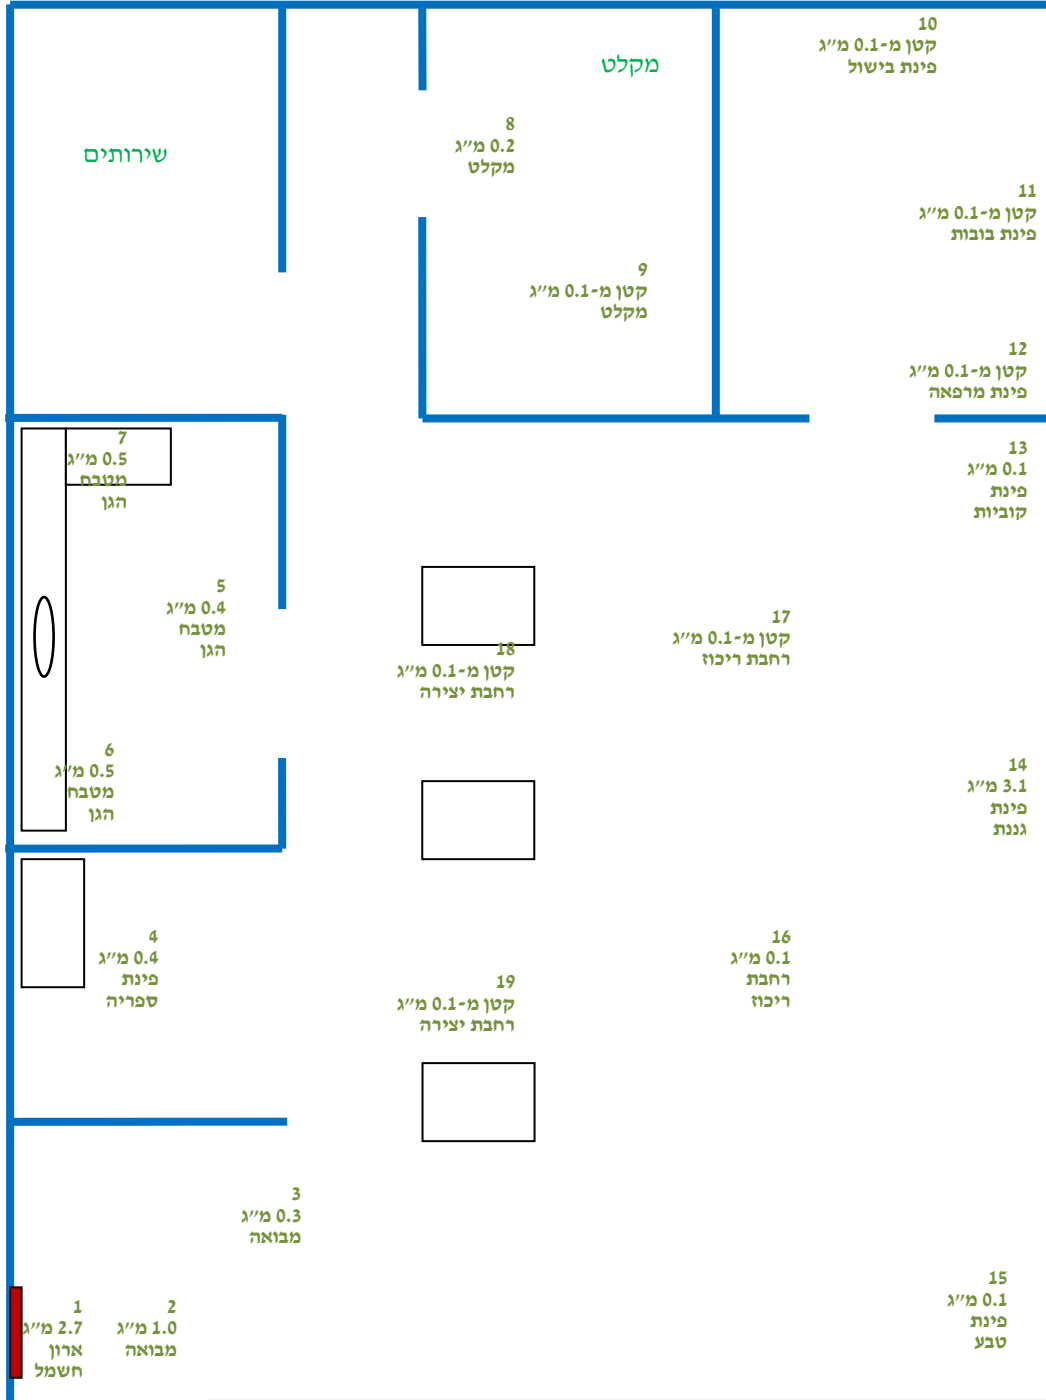 מקלט
שירותים
1
2.7 מ״ג
ארון
חשמל
2
1.0 מ״ג
מבואה
3
0.3 מ״ג
מבואה
4
0.4 מ״ג
פינת
ספריה
5
0.4 מ״ג
מטבח
הגן
6
0.5 מ״ג
מטבח
הגן
7
0.5 מ״ג
מטבח
הגן
8
0.2 מ״ג
מקלט
9
קטן מ-0.1 מ״ג
מקלט
10
קטן מ-0.1 מ״ג
פינת בישול
11
קטן מ-0.1 מ״ג
פינת בובות
12
קטן מ-0.1 מ״ג
פינת מרפאה
13
0.1 מ״ג
פינת
קוביות
14
3.1 מ״ג
פינת
גננת
15
0.1 מ״ג
פינת
טבע
16
0.1 מ״ג
רחבת
ריכוז
17
קטן מ-0.1 מ״ג
רחבת ריכוז
18
קטן מ-0.1 מ״ג
רחבת יצירה
19
קטן מ-0.1 מ״ג
רחבת יצירה